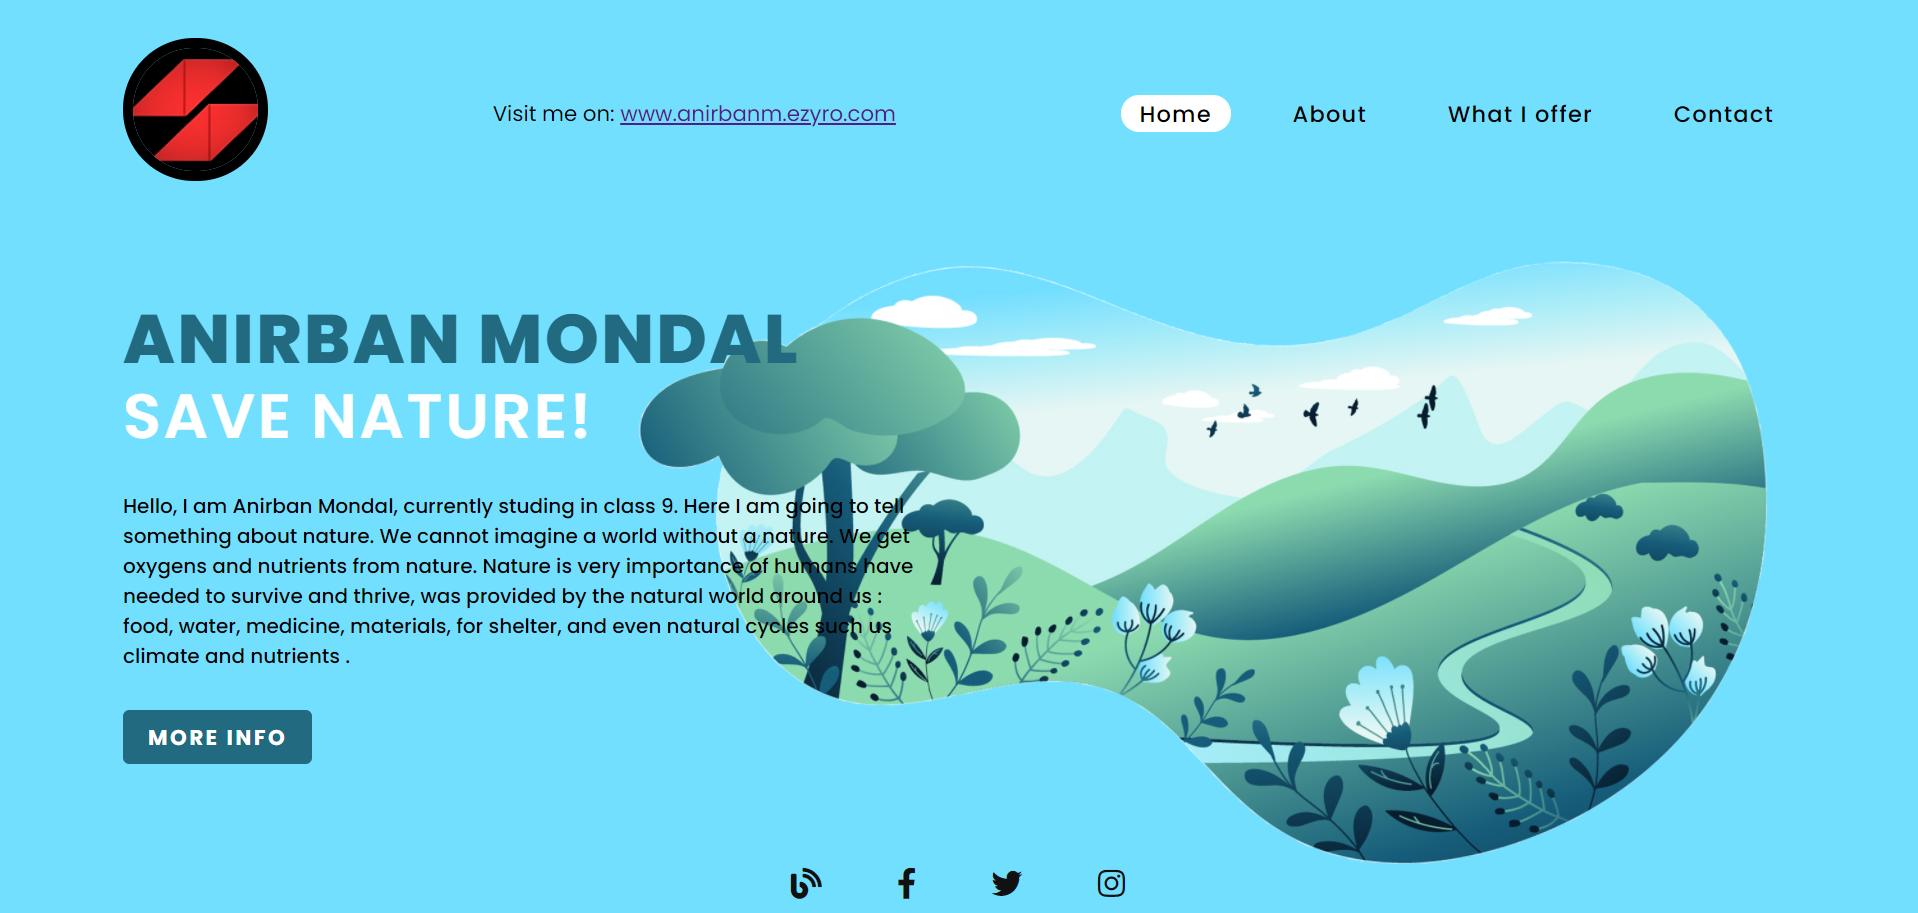 Visit me on: www.anirbanm.ezyro.com
Home
About
What I offer
Contact
ANIRBAN MONDAL
SAVE NATURE!
Hello, I am Anirban Mondal, currently studing in class 9. Here I am going to tell
something about nature. We cannot imagine a world without a nature. We get
oxygens and nutrients from nature. Nature is very importance of humans have
needed to survive and thrive, was provided by the natural world around us :
food, water, medicine, materials, for shelter, and even natural cycles such us
climate and nutrients .
MORE INFO